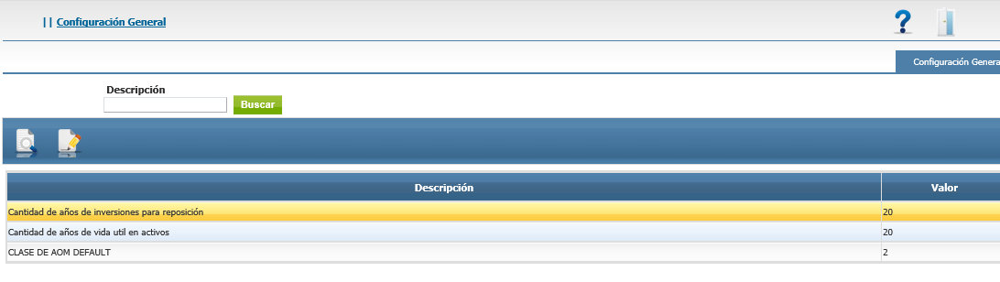 || Configuración General
Configuración Genera
Descripción
Buscar
Descripción Valor
Cantidad de años de inversiones para reposición 20
Cantidad de años de vida util en activos 20
CLASE DE AOM DEFAULT 2